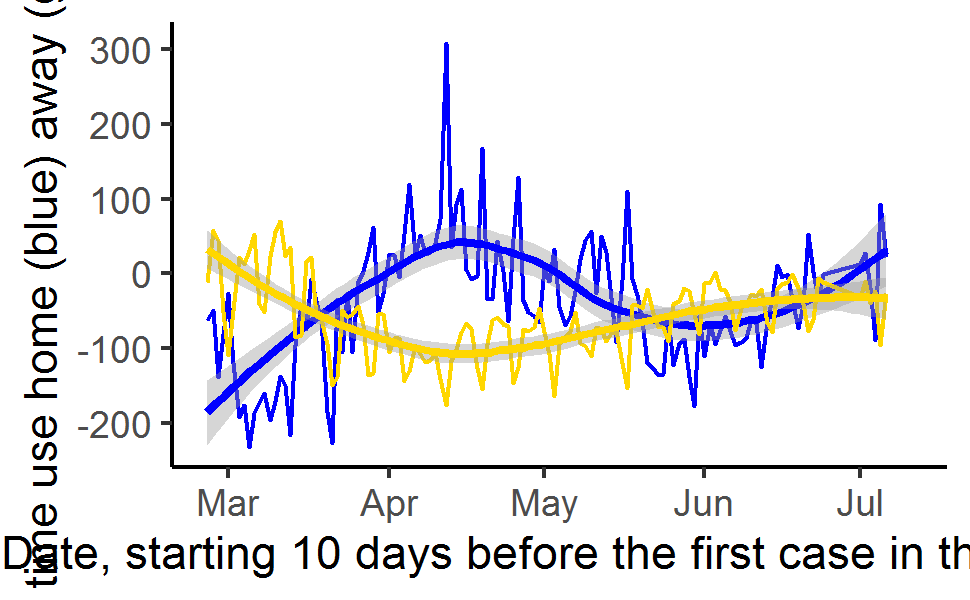 time use home (blue) away (
300
200
100
0
-100
-200
Mar Apr May Jun Jul
Date, starting 10 days before the first case in th